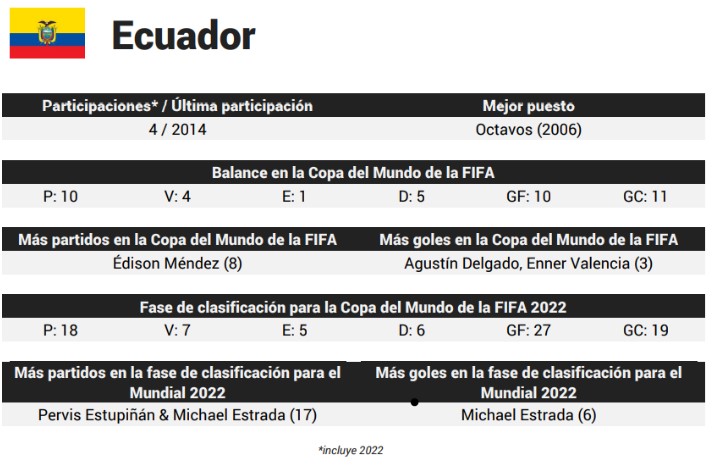 Ecuador
Participaciones* / Última participación Mejor puesto
4 / 2014 Octavos (2006)
Balance en la Copa del Mundo de la FIFA
P: 10 V: 4 E: 1 D: 5 GF: 10 GC: 11
Más partidos en la Copa del Mundo de la FIFA Más goles en la Copa del Mundo de la FIFA
Édison Méndez (8) Agustín Delgado, Enner Valencia (3)
Fase de clasificación para la Copa del Mundo de la FIFA 2022
P: 18 V: 7 E: 5 D: 6 GF: 27 GC: 19
Más partidos en la fase de clasificación para el Más goles en la fase de clasificación para el
Mundial 2022 Mundial 2022
Pervis Estupiñán & Michael Estrada (17) Michael Estrada (6)
*incluye 2022